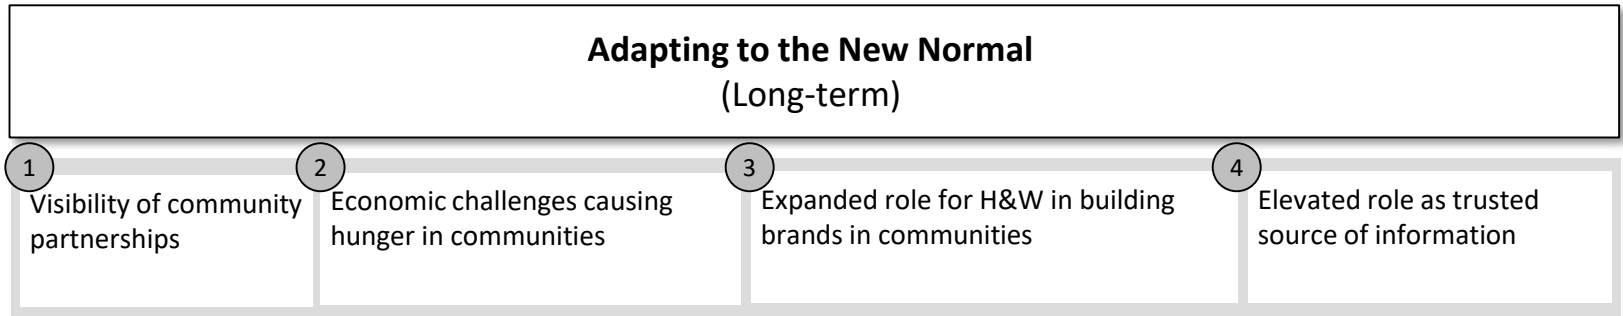 Adapting to the New Normal
(Long-term)
1
Visibility of community
partnerships
2
Economic challenges causing
hunger in communities
3
Expanded role for H&W in building
brands in communities
4
Elevated role as trusted
source of information